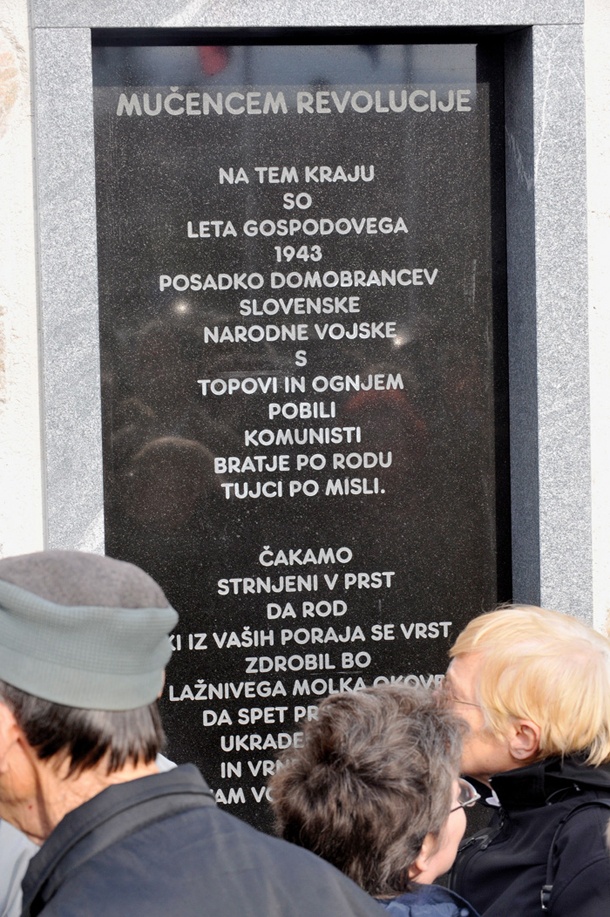 MUČENCEM REVOLUCIJE
NA TEM KRAJU
SO
LETA GOSPODOVEGA
1943
POSADKO DOMOBRANCEV
SLOVENSKE
NARODNE VOJSKE
S
TOPOVI IN OGNJEM
POBILI
KOMUNISTI
BRATJE PO RODU
TUJCI PO MISLI.
ČAKAMO
STRNJENI V PRST
DA ROD
KI IZ VAŠIH PORAJA SE VRST
ZDROBIL BO
LAŽNIVEGA MOLKA
DA SPET
IN